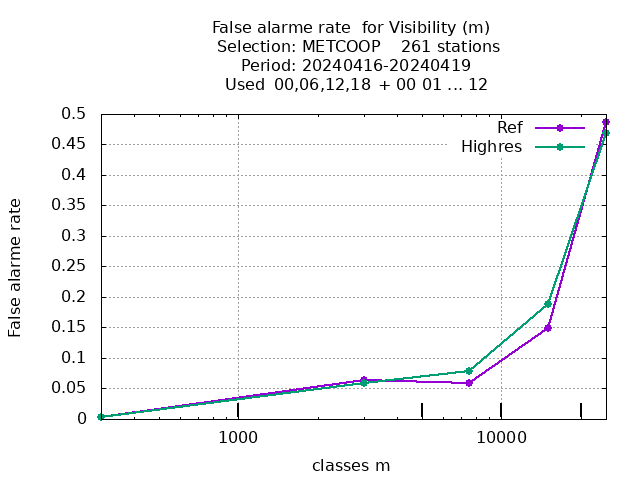 False alarme rate  for Visibility (m)
Selection: METCOOP    261 stations
Period: 20240416-20240419
Used  00,06,12,18 + 00 01 ... 12
Ref
Highres
0.5
0.45
0.4
0.35
0.3
0.25
0.2
0.15
0.1
0.05
0
False alarme rate
1000
10000
classes m